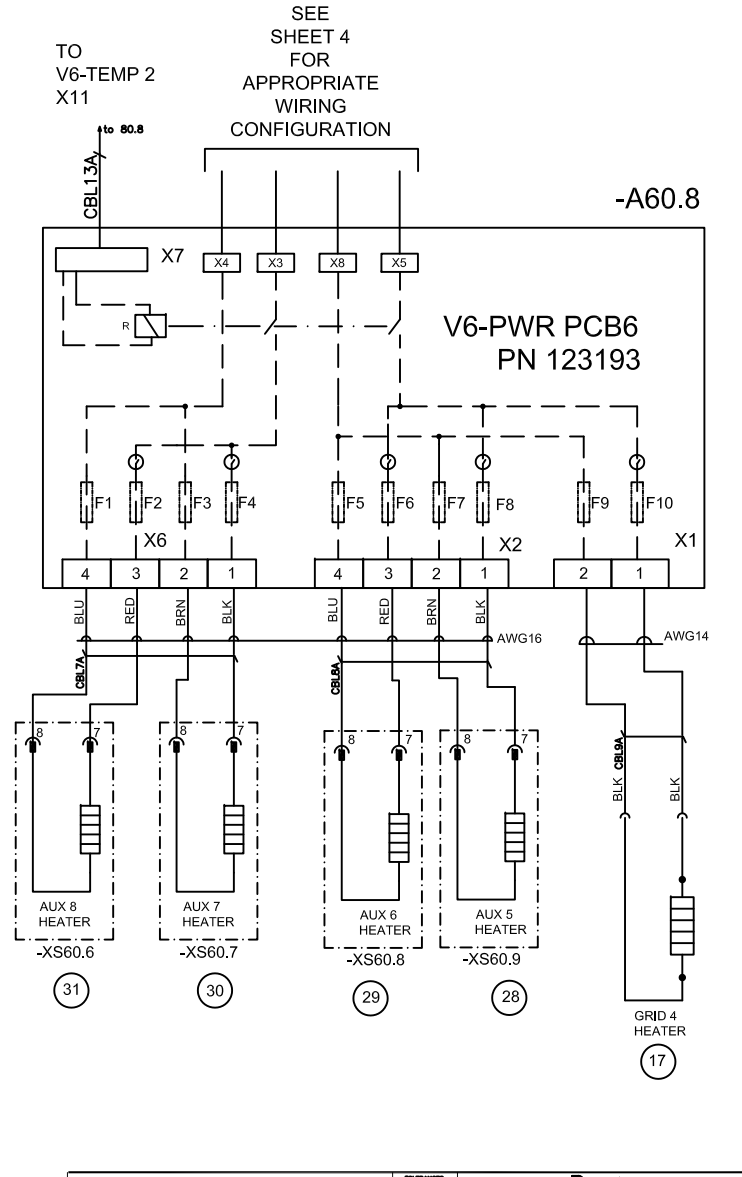 SEE
SHEET 4
FOR
APPROPRIATE
WIRING
CONFIGURATION
TO
V6-TEMP 2
X11
to 80.8
CBL13A
-A60.8
X7
X4
X3
X8
X5
R
V6-PWR PCB6
PN 123193
F1
F2
F3
F4
F5
F6
F7
F8
F9
F10
X6
X2
X1
4
3
2
1
4
3
2
1
2
1
BLU
RED
BRN
BLK
BLU
RED
BRN
BLK
AWG16
AWG14
CBL7A
CBL8A
CBL9A
BLK
BLK
8
7
8
7
8
7
8
7
AUX 8
HEATER
AUX 7
HEATER
AUX 6
HEATER
AUX 5
HEATER
-XS60.6
-XS60.7
-XS60.8
-XS60.9
31
30
29
28
GRID 4
HEATER
17